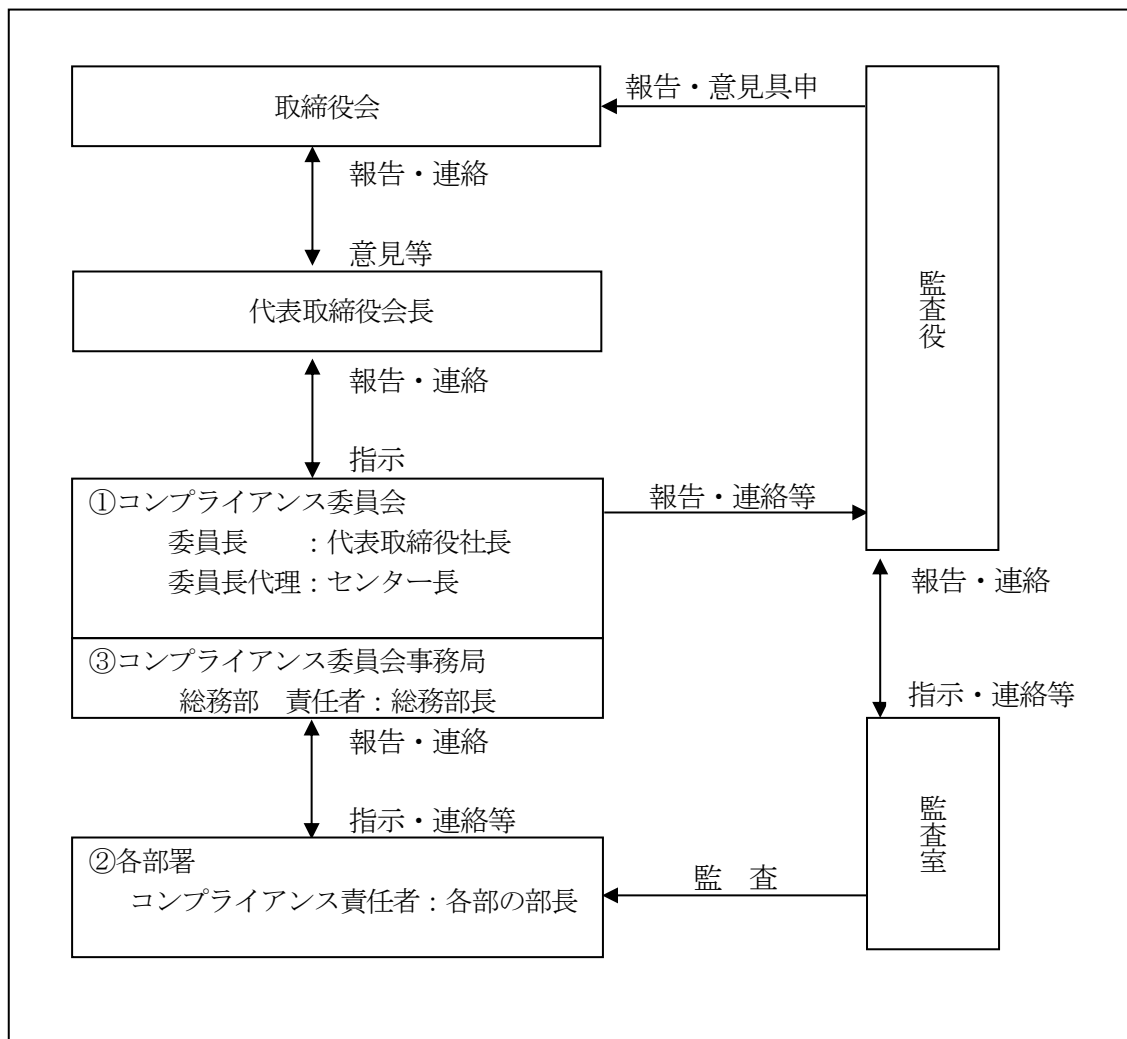 取締役会
報告・意見具申
報告・連絡
意見等
代表取締役会長
監査役
報告・連絡
指示
①コンプライアンス委員会
委員長　　：代表取締役社長
委員長代理：センター長
報告・連絡等
③コンプライアンス委員会事務局
総務部　責任者：総務部長
報告・連絡
指示・連絡等
報告・連絡
指示・連絡等
②各部署
コンプライアンス責任者：各部の部長
監　査
監査室